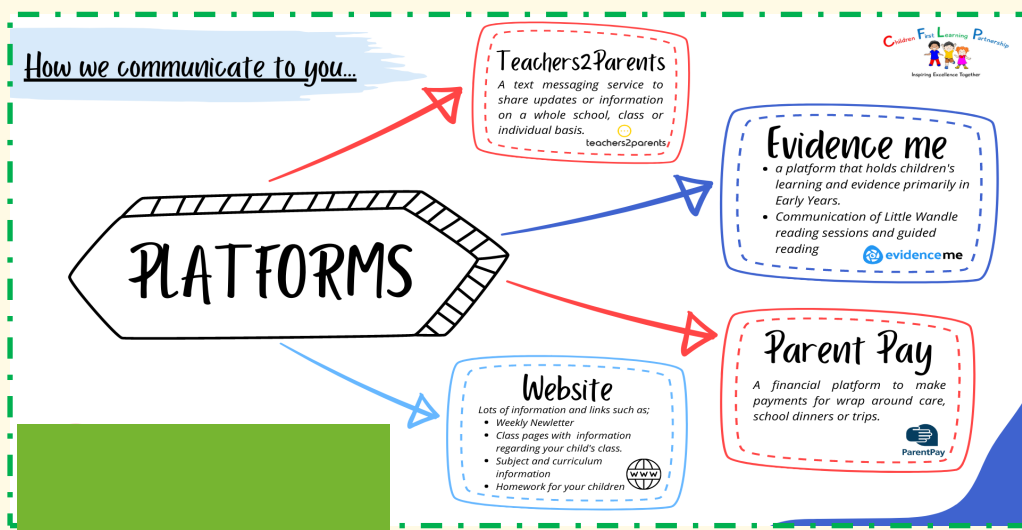 How we communicate to you...
Teachers2Parents
A text messaging service to
share updates or information
on a whole school, class or
individual basis.
teachers2parents
Children First Learning Partnership
Inspiring Excellence Together
Evidence me
a platform that holds children's
learning and evidence primarily in
Early Years.
Communication of Little Wandle
reading sessions and guided
reading
evidenceme
PLATFORMS
Parent Pay
A financial platform to make
payments for wrap around care,
school dinners or trips.
ParentPay
Website
Lots of information and links such as;
Weekly Newletter
Class pages with information
regarding your child's class.
Subject and curriculum
information
Homework for your children
WWW